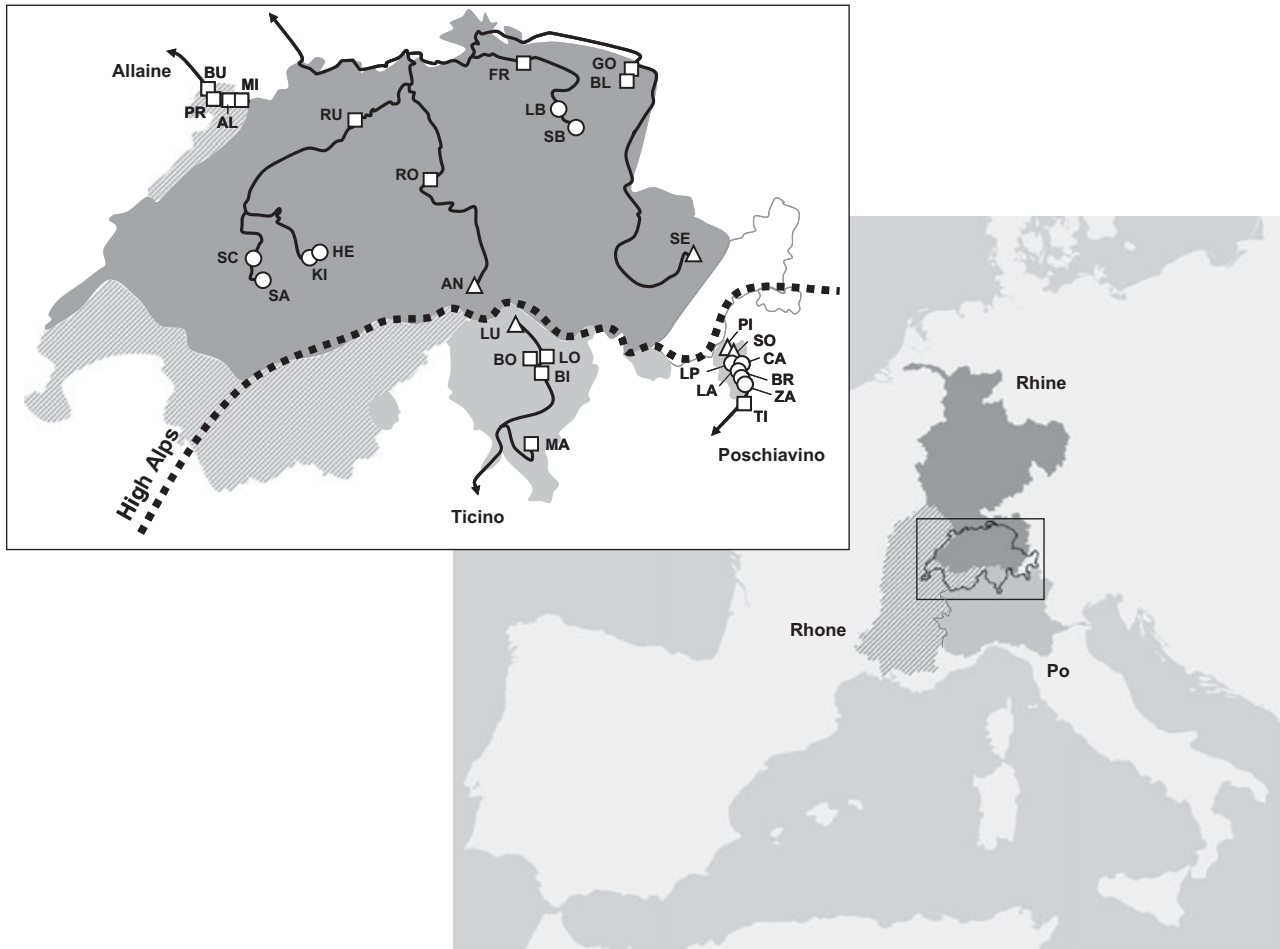 Allaine
BU
MI
PR
AL
RU
FR
GO
BL
LB
SB
RO
SC
HE
KI
SA
SE
AN
LU
BO
LO
BI
MA
PI
SO
CA
LP
LA
BR
ZA
TI
Poschiavino
High Alps
Ticino
Rhine
Rhone
Po